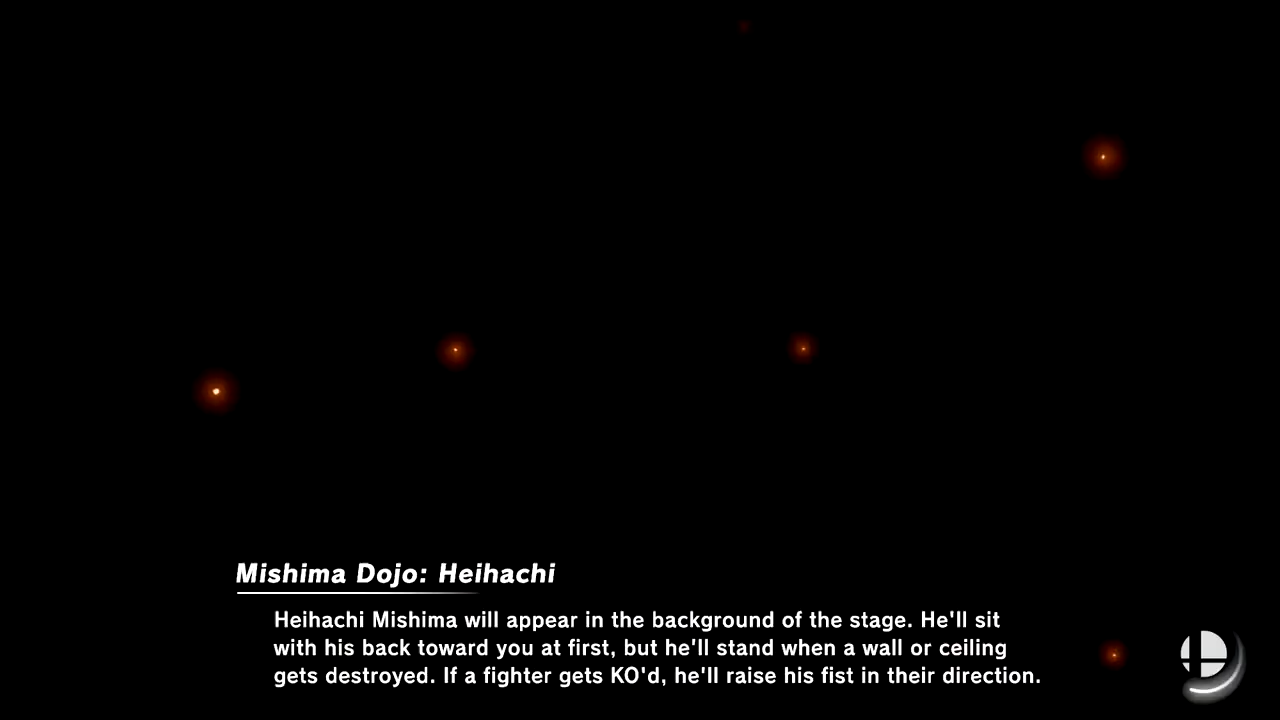 Mishima Dojo: Heihachi
Heihachi Mishima will appear in the background of the stage. He'll sit
with his back toward you at first, but he'll stand when a wall or ceiling
gets destroyed. If a fighter gets KO'd, he'll raise his fist in their direction.